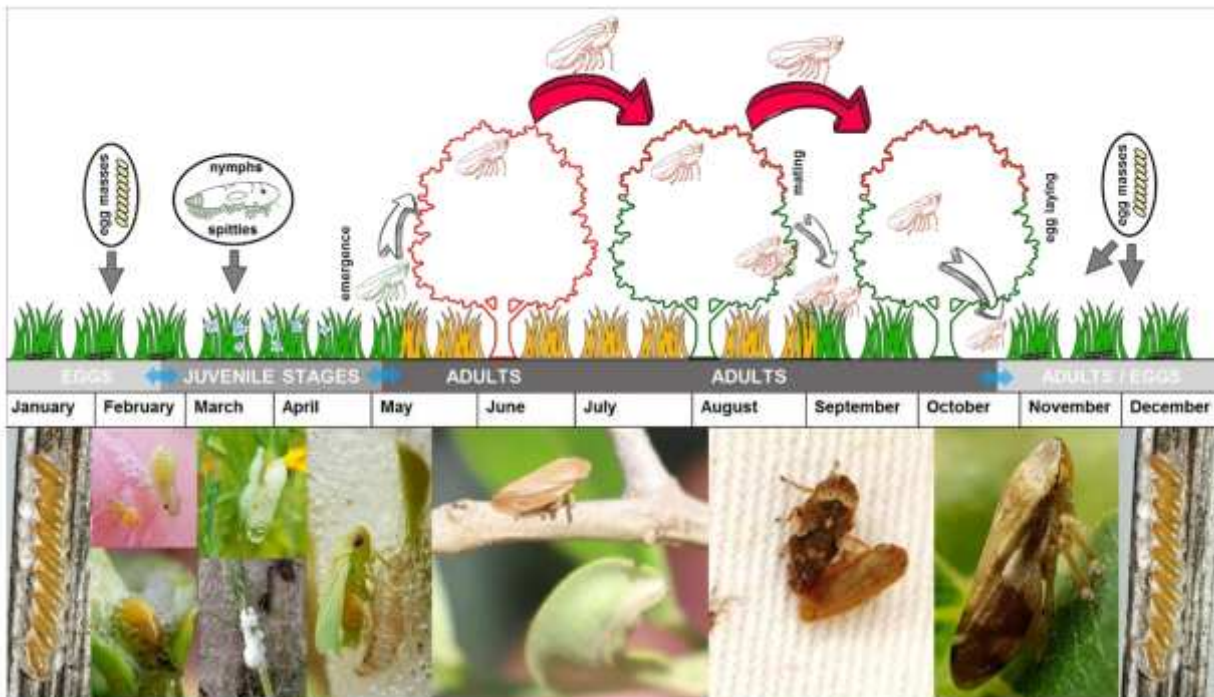 egg masses
nymphs
spittles
emergence
mating
egg laying
egg masses
EGGS
JUVENILE STAGES
ADULTS
ADULTS
ADULTS / EGGS
January
February
March
April
May
June
July
August
September
October
November
December